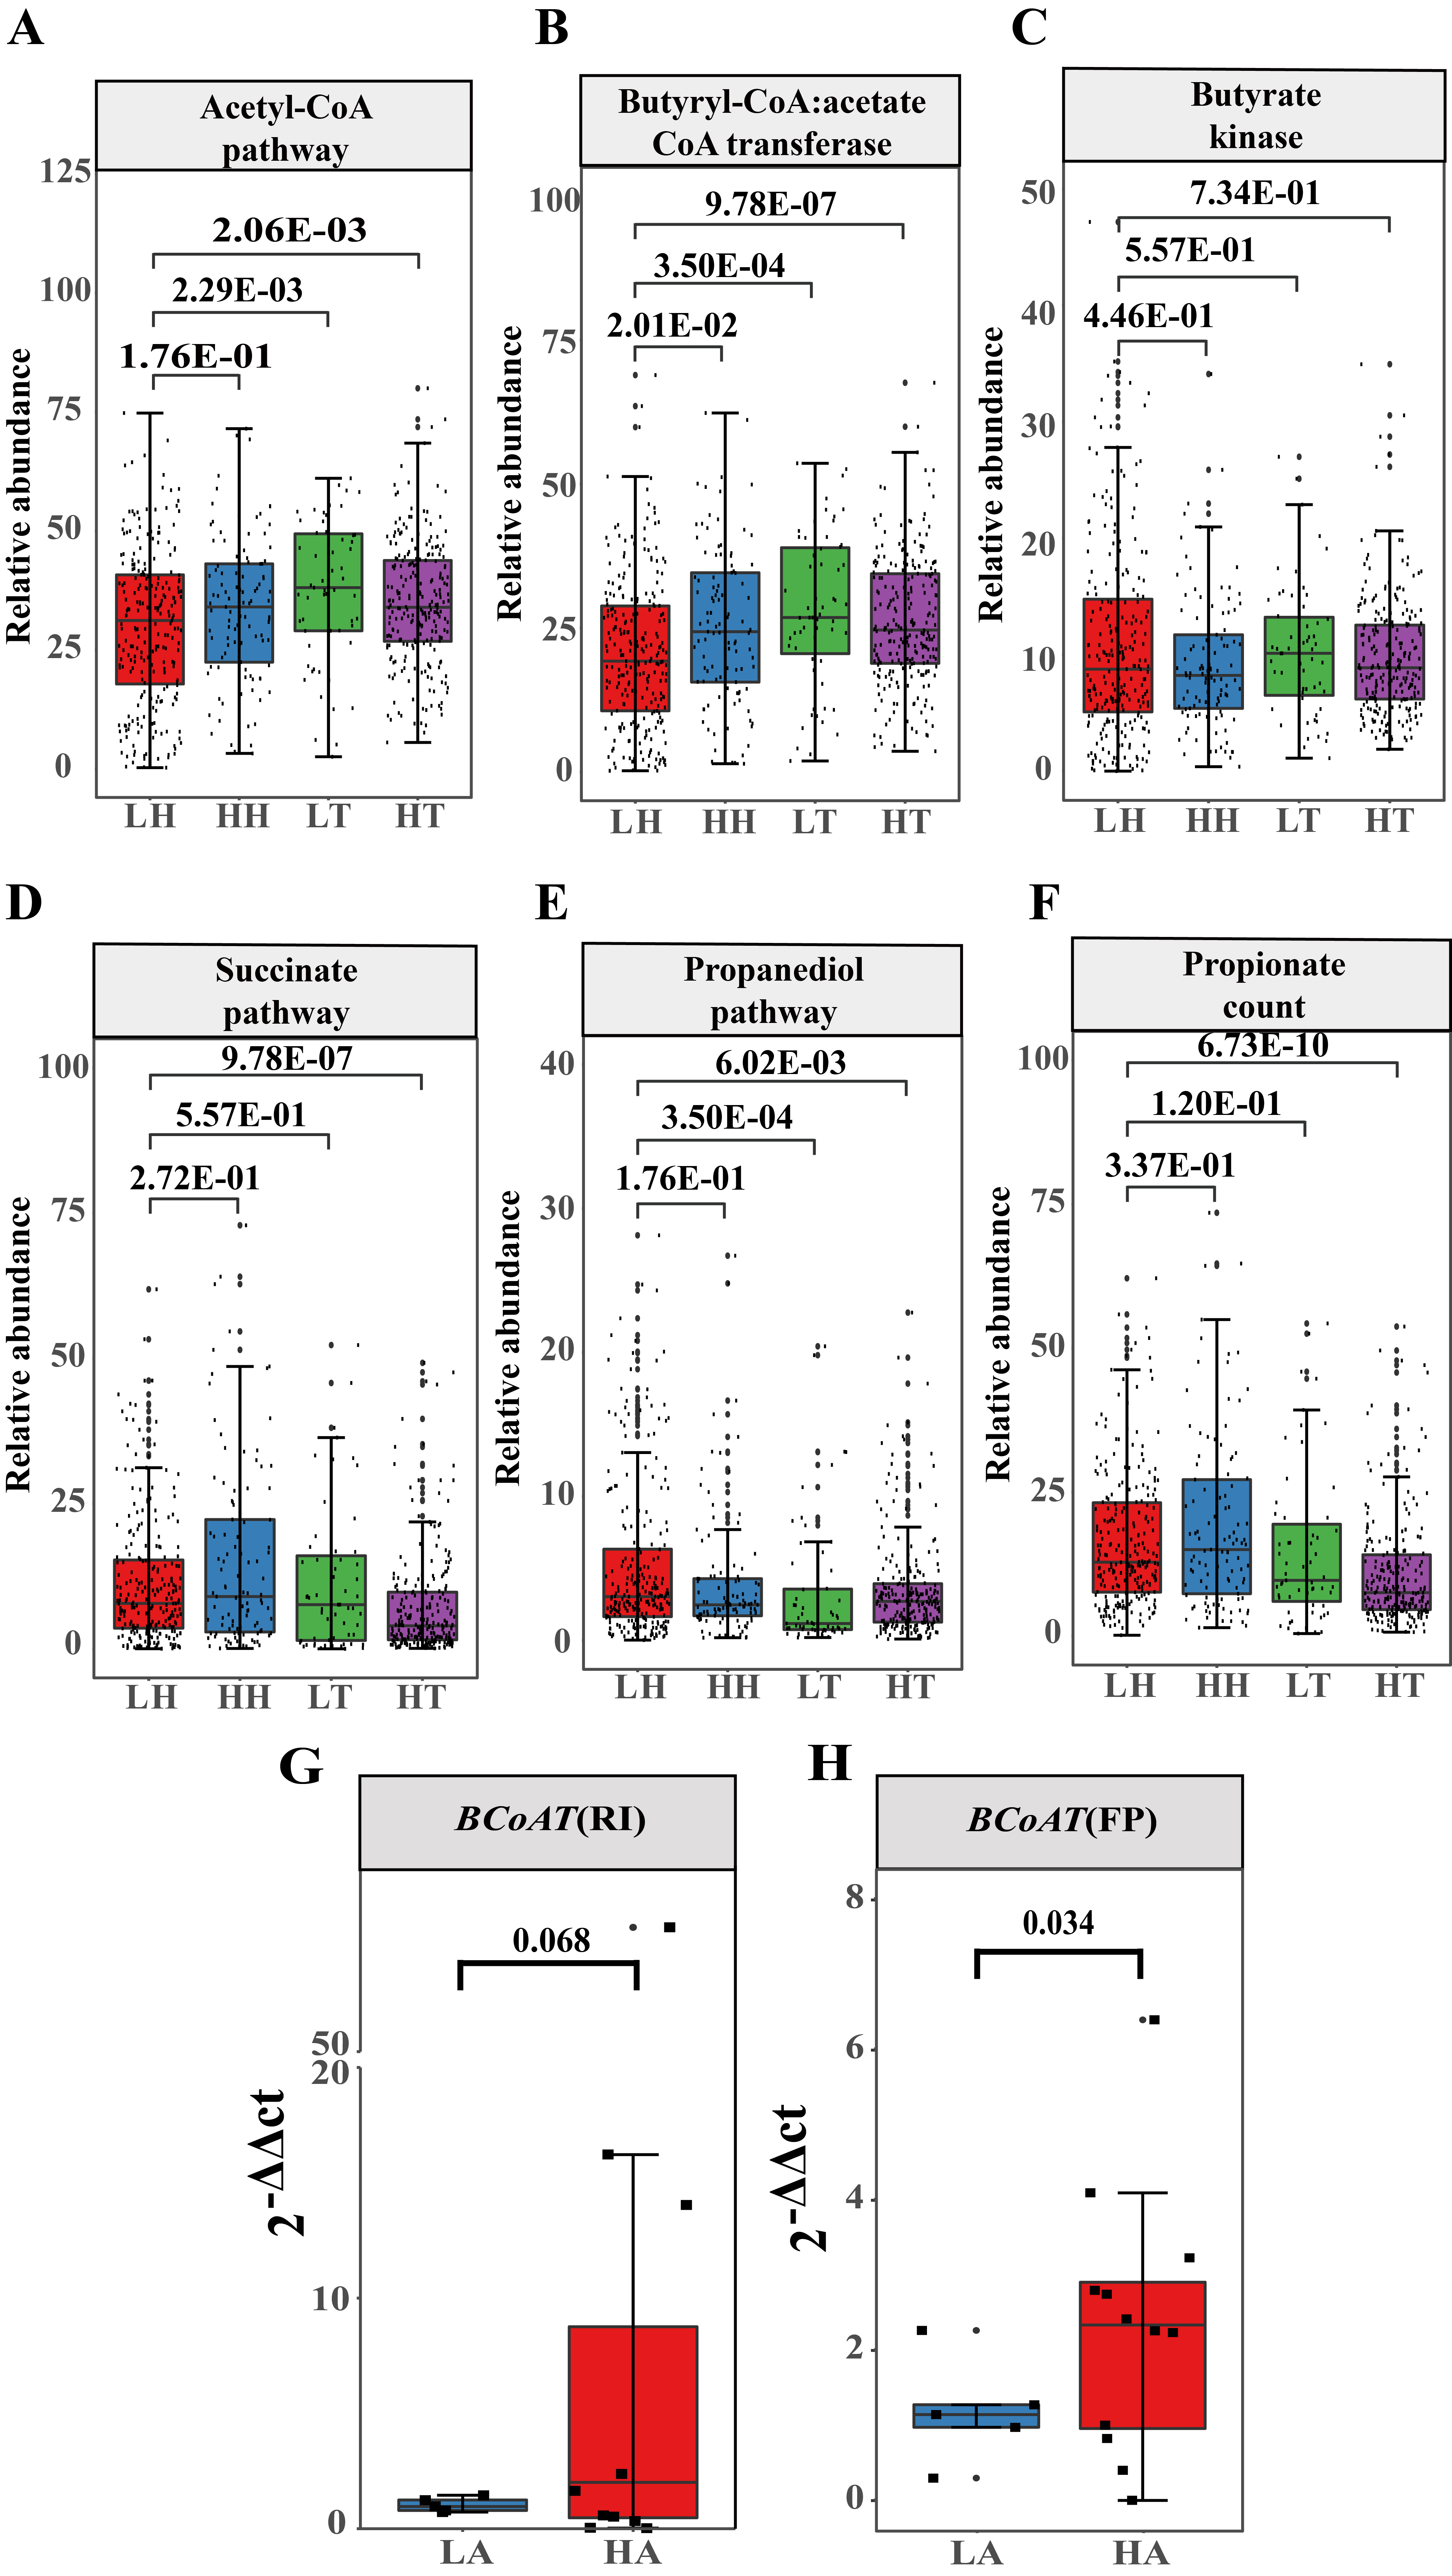 A
Acetyl-CoA
pathway
Relative abundance
125
100
75
50
25
0
2.06E-03
2.29E-03
1.76E-01
LH HH LT HT
B
Butyryl-CoA:acetate
CoA transferase
Relative abundance
100
75
50
25
0
9.78E-07
3.50E-04
2.01E-02
LH HH LT HT
C
Butyrate
kinase
Relative abundance
50
40
30
20
10
0
7.34E-01
5.57E-01
4.46E-01
LH HH LT HT
D
Succinate
pathway
Relative abundance
100
75
50
25
0
9.78E-07
5.57E-01
2.72E-01
LH HH LT HT
E
Propanediol
pathway
Relative abundance
40
30
20
10
0
6.02E-03
3.50E-04
1.76E-01
LH HH LT HT
F
Propionate
count
Relative abundance
100
75
50
25
0
6.73E-10
1.20E-01
3.37E-01
LH HH LT HT
G
BCoAT(RI)
2-ΔΔct
50
20
10
0
0.068
LA HA
H
BCoAT(FP)
2-ΔΔct
8
6
4
2
0
0.034
LA HA